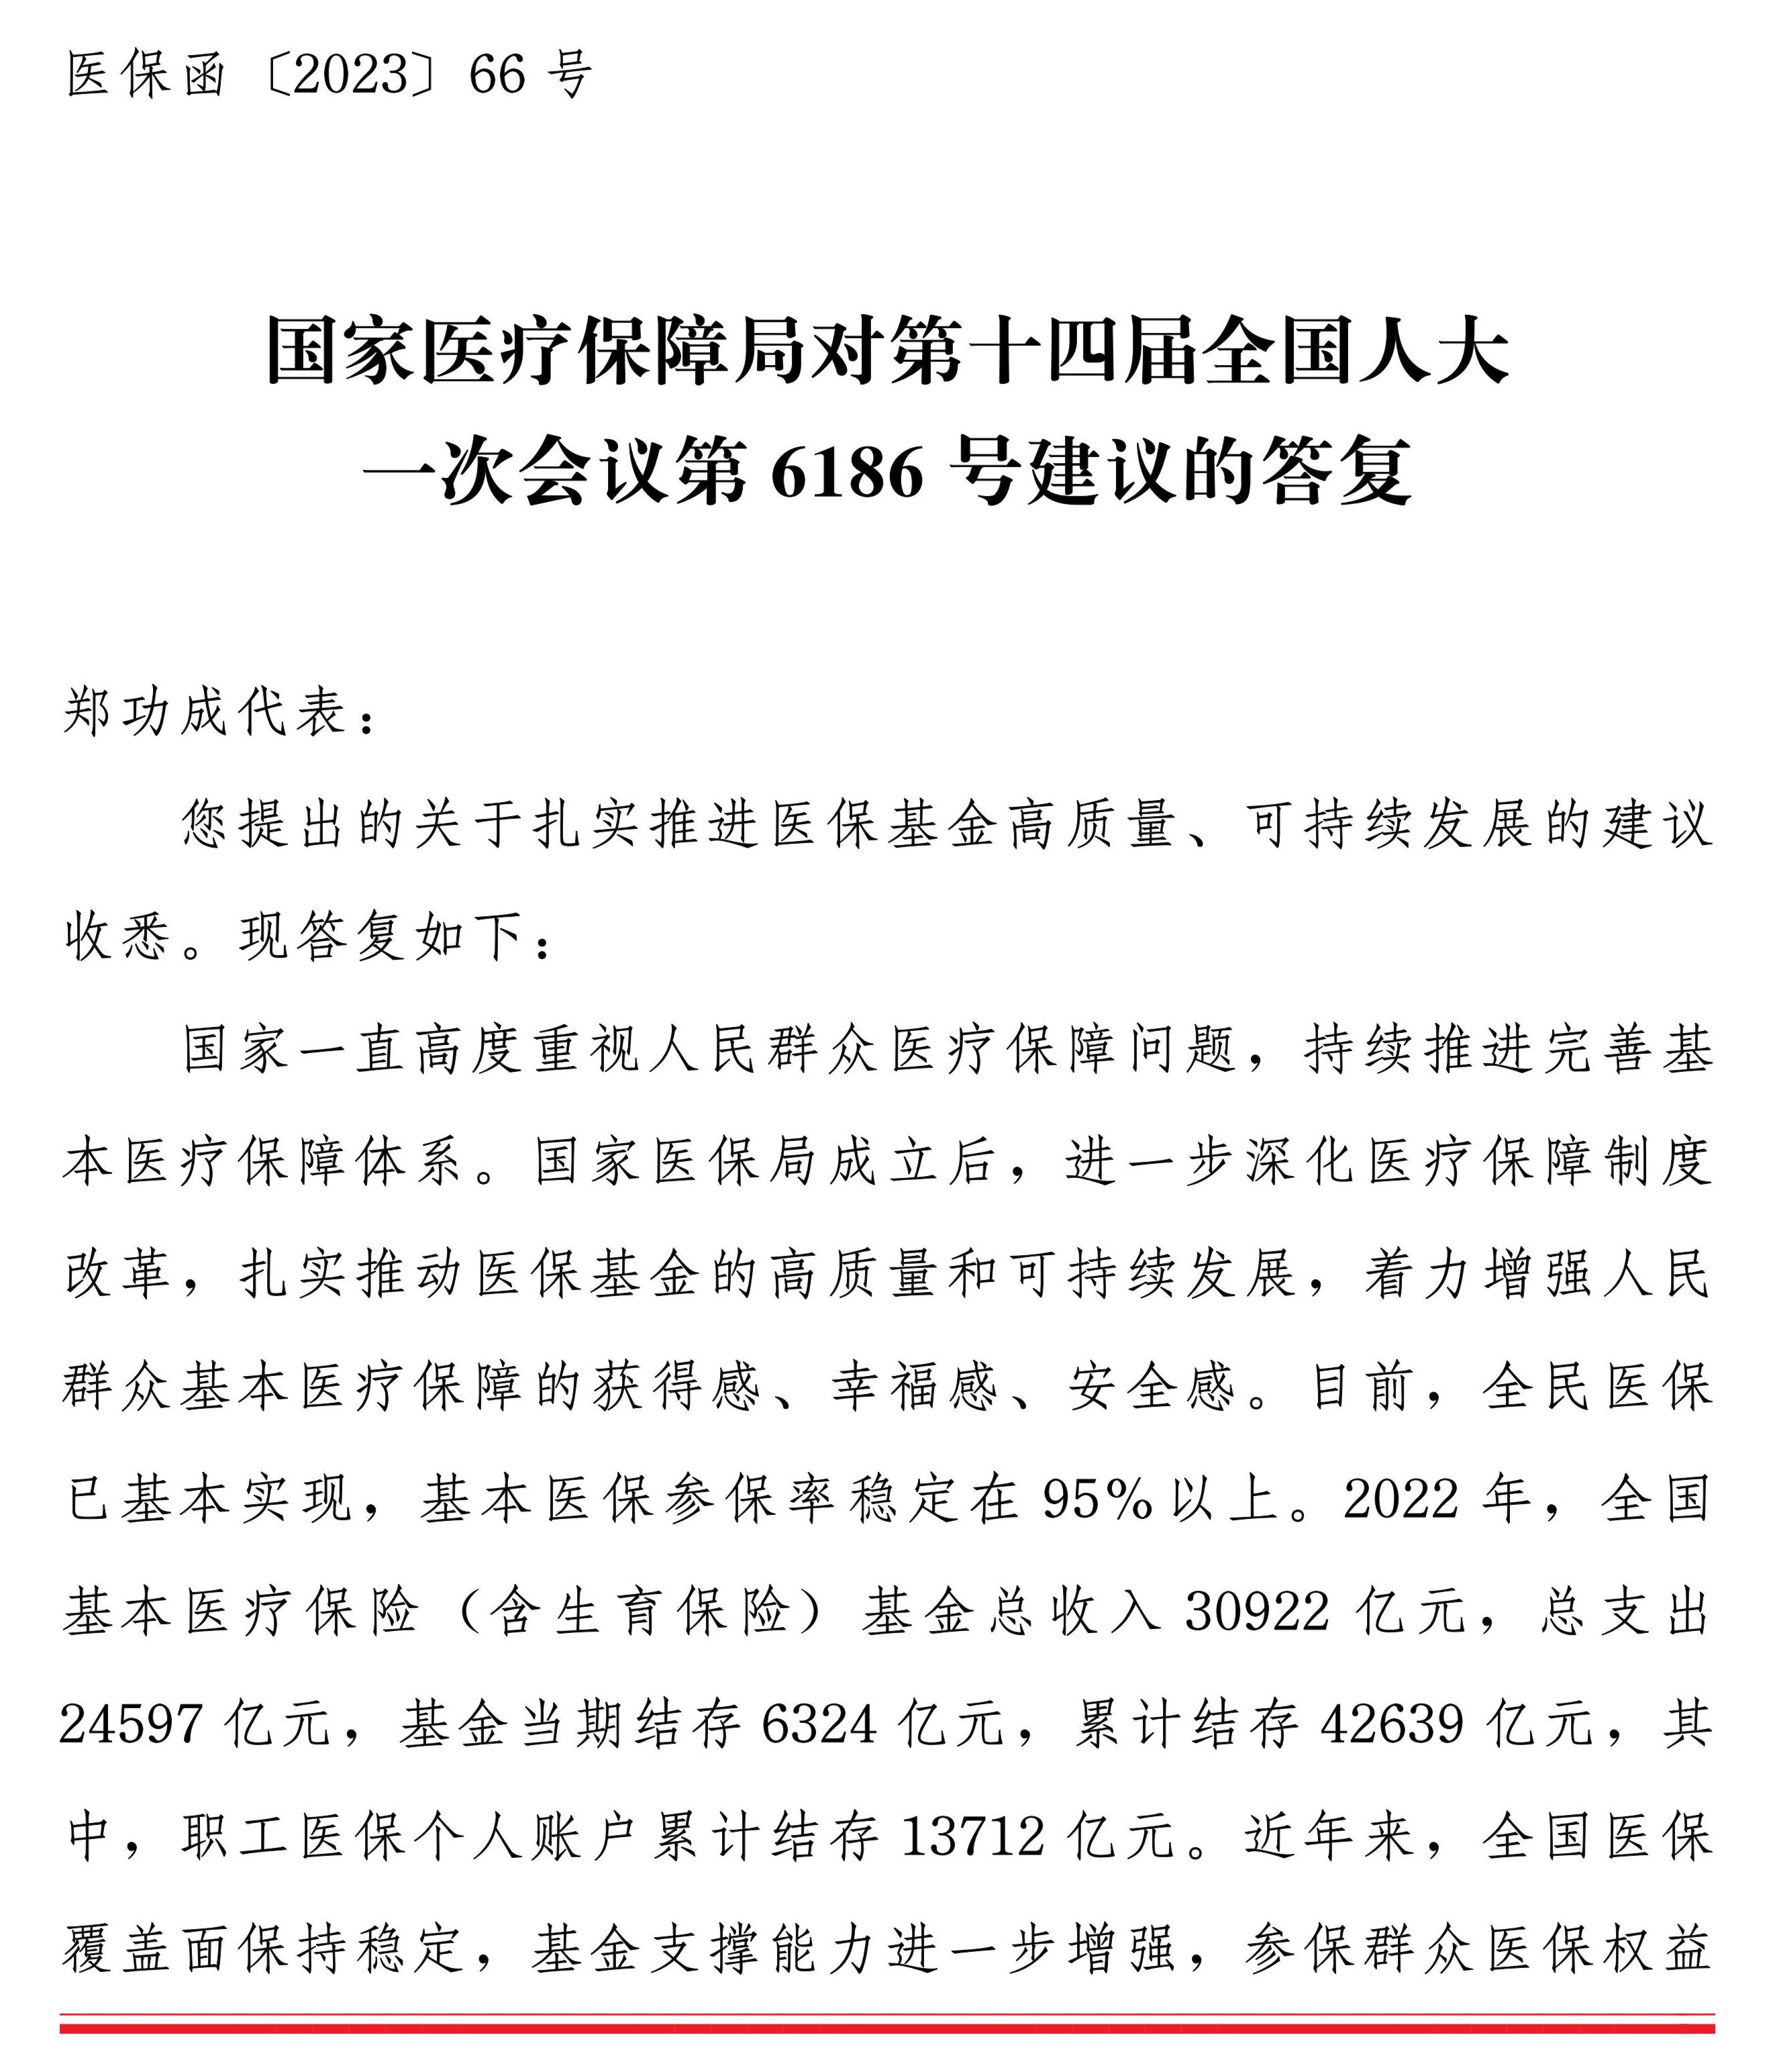 医保函〔2023〕66 号
国家医疗保障局对第十四届全国人大
一次会议第 6186 号建议的答复
郑功成代表：
您提出的关于扎实推进医保基金高质量、可持续发展的建议
收悉。现答复如下：
国家一直高度重视人民群众医疗保障问题，持续推进完善基
本医疗保障体系。国家医保局成立后，进一步深化医疗保障制度
改革，扎实推动医保基金的高质量和可持续发展，着力增强人民
群众基本医疗保障的获得感、幸福感、安全感。目前，全民医保
已基本实现，基本医保参保率稳定在 95%以上。2022 年，全国
基本医疗保险（含生育保险）基金总收入 30922 亿元，总支出
24597 亿元，基金当期结存 6324 亿元，累计结存 42639 亿元，其
中，职工医保个人账户累计结存 13712 亿元。近年来，全国医保
覆盖面保持稳定，基金支撑能力进一步增强，参保群众医保权益